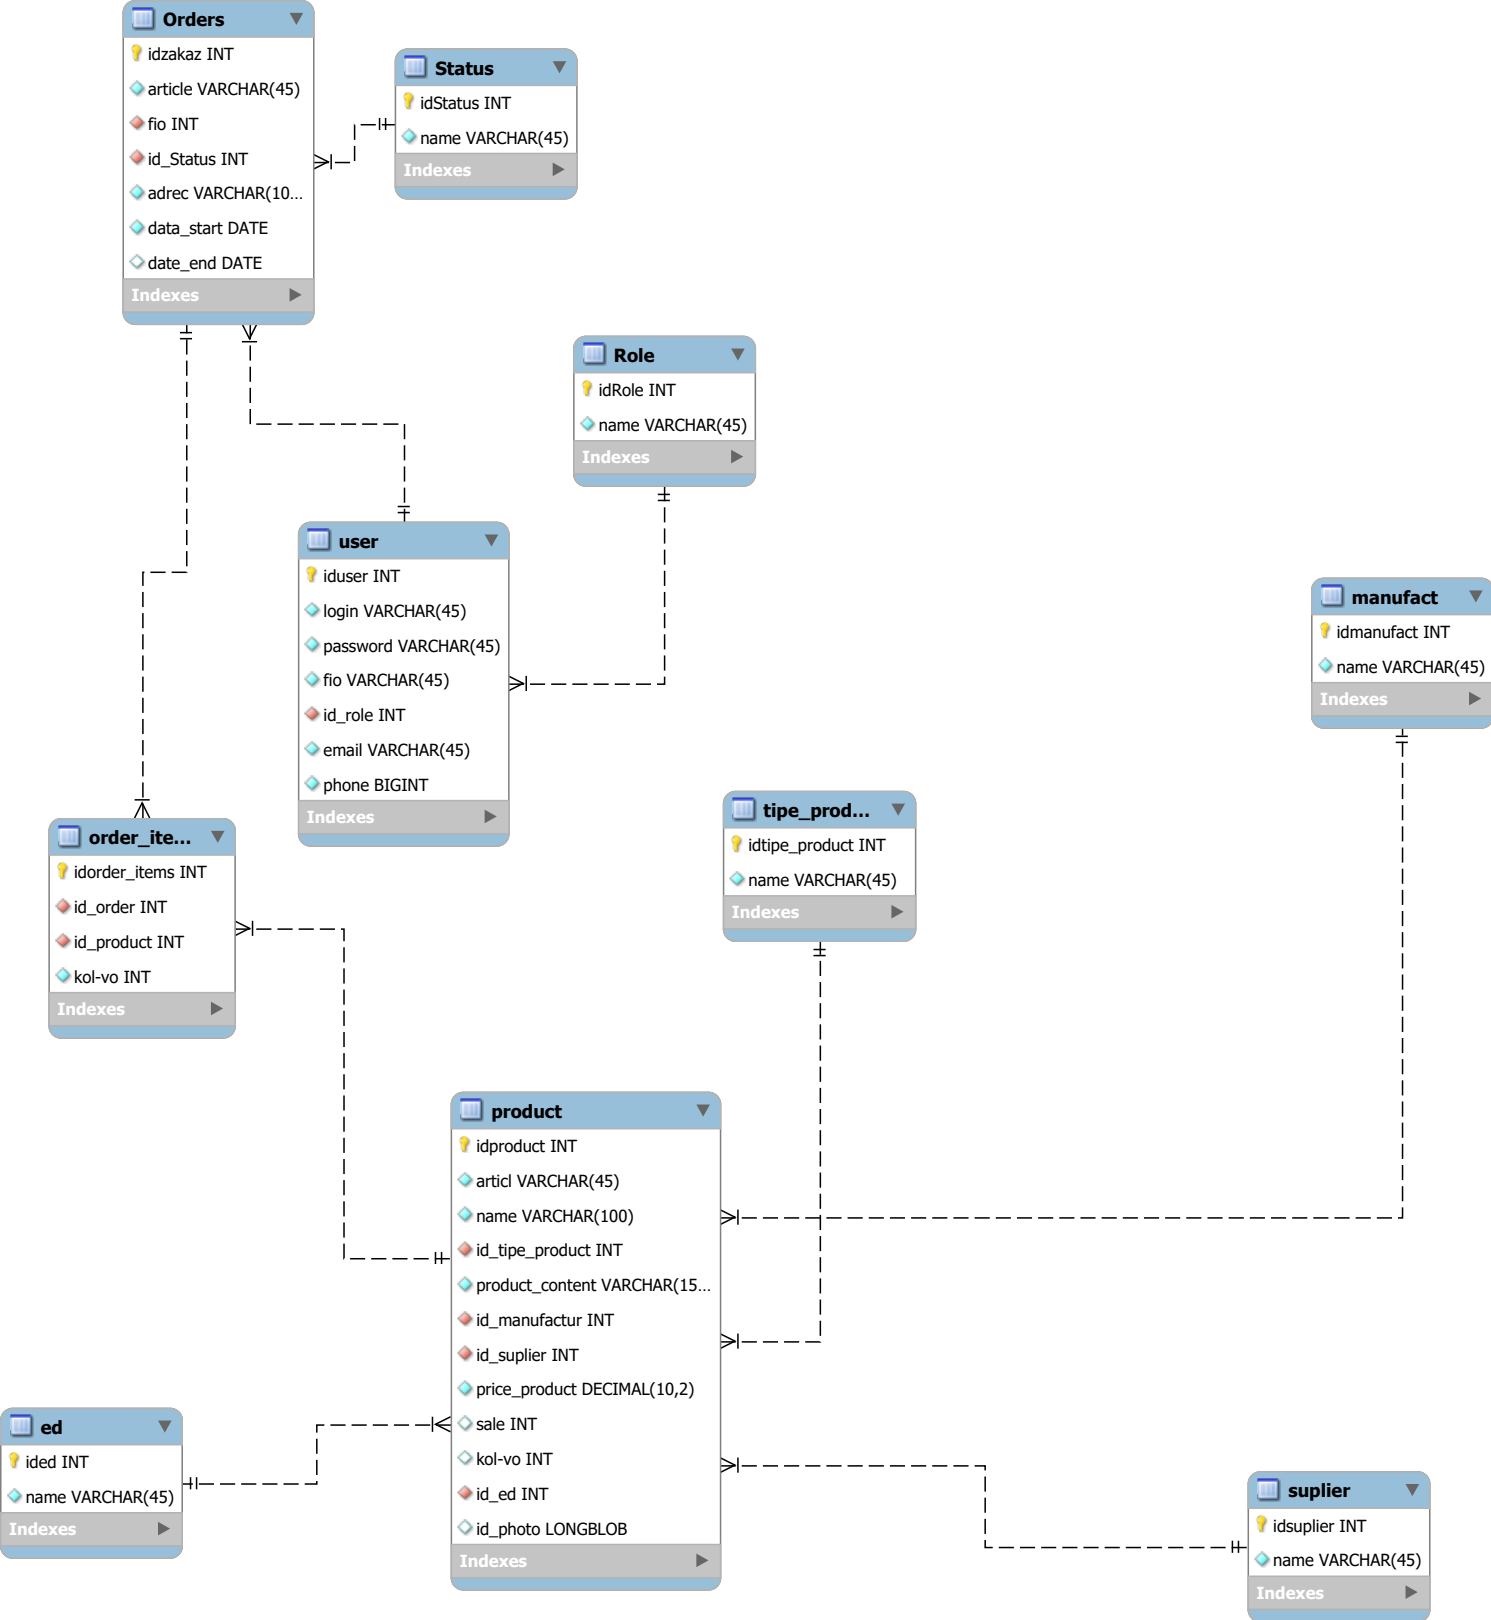 Orders
idzakaz INT
article VARCHAR(45)
fio INT
id_Status INT
adrec VARCHAR(10...
data_start DATE
date_end DATE
Indexes
Status
idStatus INT
name VARCHAR(45)
Indexes
Role
idRole INT
name VARCHAR(45)
Indexes
user
iduser INT
login VARCHAR(45)
password VARCHAR(45)
fio VARCHAR(45)
id_role INT
email VARCHAR(45)
phone BIGINT
Indexes
manufact
idmanufact INT
name VARCHAR(45)
Indexes
tipe_prod...
idtipe_product INT
name VARCHAR(45)
Indexes
order_ite...
idorder_items INT
id_order INT
id_product INT
kol-vo INT
Indexes
product
idproduct INT
articl VARCHAR(45)
name VARCHAR(100)
id_tipe_product INT
product_content VARCHAR(15...
id_manufactur INT
id_suplier INT
price_product DECIMAL(10,2)
sale INT
kol-vo INT
id_ed INT
id_photo LONGBLOB
Indexes
ed
ided INT
name VARCHAR(45)
Indexes
suplier
idsuplier INT
name VARCHAR(45)
Indexes